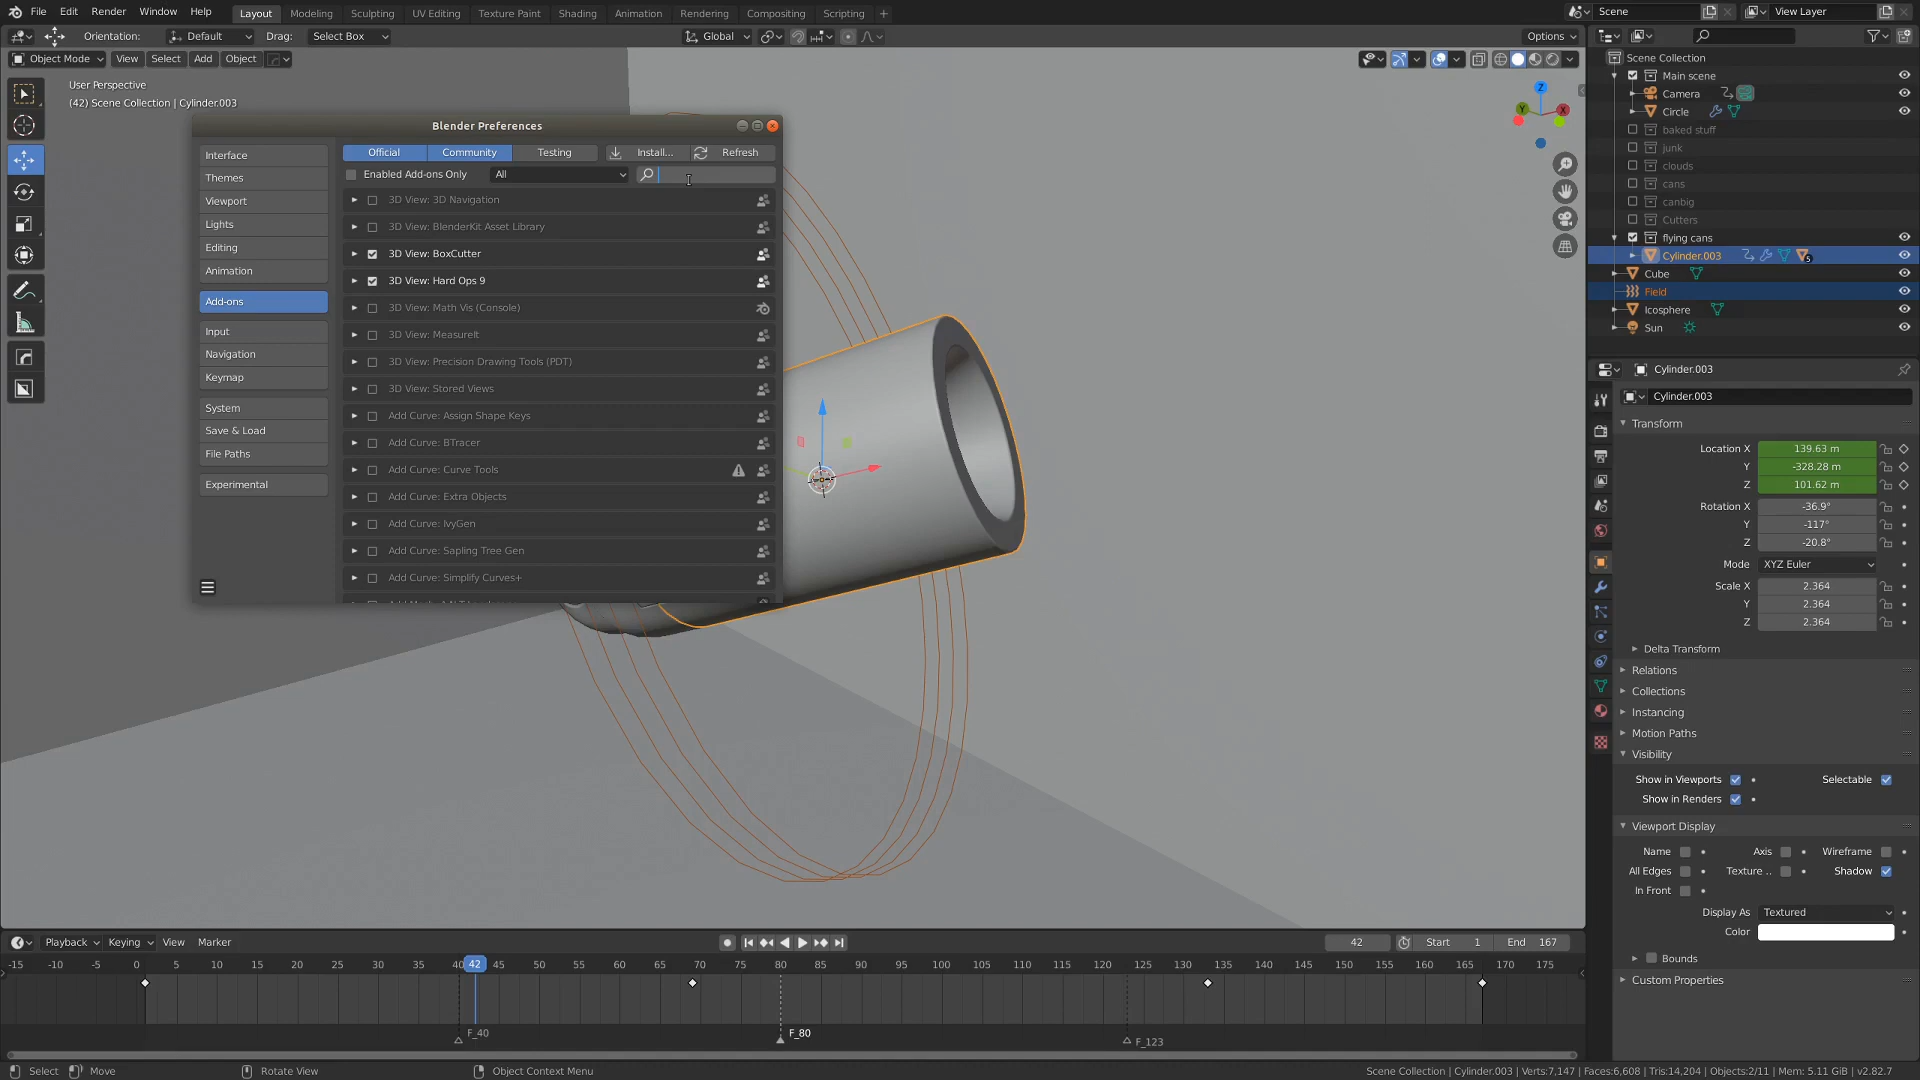 File Edit Render Window Help Layout Modeling Sculpting UV Editing Texture Paint Shading Animation Rendering Compositing Scripting + Scene View Layer
Orientation: Default Drag: Select Box Global Options
Object Mode View Select Add Object
User Perspective
(42) Scene Collection | Cylinder.003
Z
Y
X
Blender Preferences
Interface
Themes
Viewport
Lights
Editing
Animation
Add-ons
Input
Navigation
Keymap
System
Save & Load
File Paths
Experimental
Official Community Testing Install... Refresh
Enabled Add-ons Only All
3D View: 3D Navigation
3D View: BlenderKit Asset Library
3D View: BoxCutter
3D View: Hard Ops 9
3D View: Math Vis (Console)
3D View: MeasureIt
3D View: Precision Drawing Tools (PDT)
3D View: Stored Views
Add Curve: Assign Shape Keys
Add Curve: BTracer
Add Curve: Curve Tools
Add Curve: Extra Objects
Add Curve: IvyGen
Add Curve: Sapling Tree Gen
Add Curve: Simplify Curves+
Scene Collection
Main scene
Camera
Circle
baked stuff
junk
clouds
cans
canbig
Cutters
flying cans
Cylinder.003 5
Cube
Field
Icosphere
Sun
Cylinder.003
Cylinder.003
Transform
Location X 139.63 m
Y -328.28 m
Z 101.62 m
Rotation X -36.9°
Y -117°
Z -20.8°
Mode XYZ Euler
Scale X 2.364
Y 2.364
Z 2.364
Delta Transform
Relations
Collections
Instancing
Motion Paths
Visibility
Show in Viewports Selectable
Show in Renders
Viewport Display
Name Axis Wireframe
All Edges Texture .. Shadow
In Front
Display As Textured
Color
Bounds
Custom Properties
Playback Keying View Marker 42 Start 1 End 167
-15 -10 -5 0 5 10 15 20 25 30 35 40 42 45 50 55 60 65 70 75 80 85 90 95 100 105 110 115 120 125 130 135 140 145 150 155 160 165 170 175
F_40 F_80 F_123
Select Move Rotate View Object Context Menu Scene Collection | Cylinder.003 | Verts:7,147 | Faces:6,608 | Tris:14,204 | Objects:2/11 | Mem: 5.11 GiB | v2.82.7